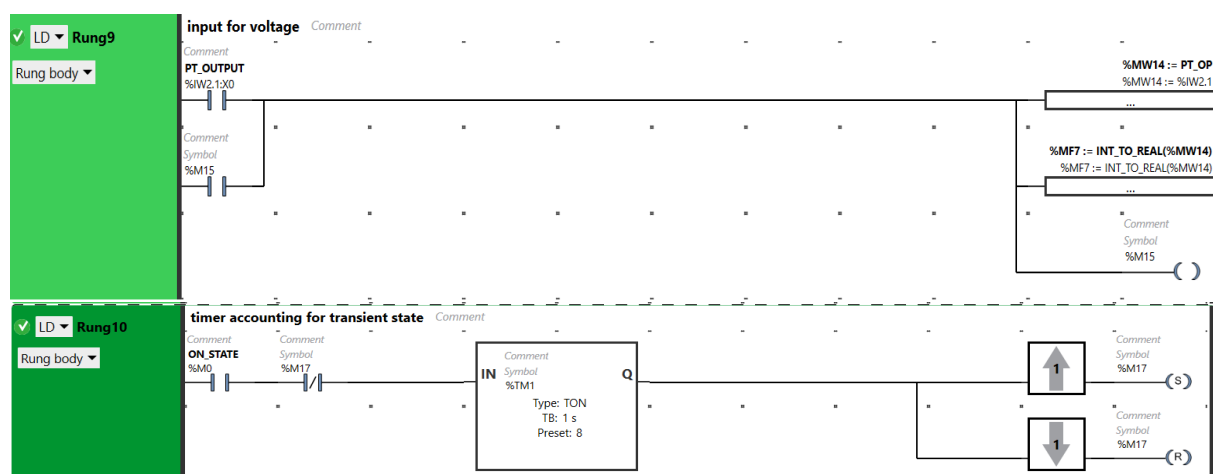 input for voltage Comment
LD Rung9
Rung body
Comment
PT_OUTPUT
%IW2.1:X0
%MW14 := PT_OP
%MW14 := %IW2.1
...
Comment
Symbol
%M15
%MF7 := INT_TO_REAL(%MW14)
%MF7 := INT_TO_REAL(%MW14)
...
Comment
Symbol
%M15
timer accounting for transient state Comment
LD Rung10
Rung body
Comment Comment
ON_STATE Symbol
%M0 %M17
Comment
IN Symbol Q
%TM1
Type: TON
TB: 1 s
Preset: 8
Comment
Symbol
1 %M17
S
Comment
Symbol
1 %M17
R